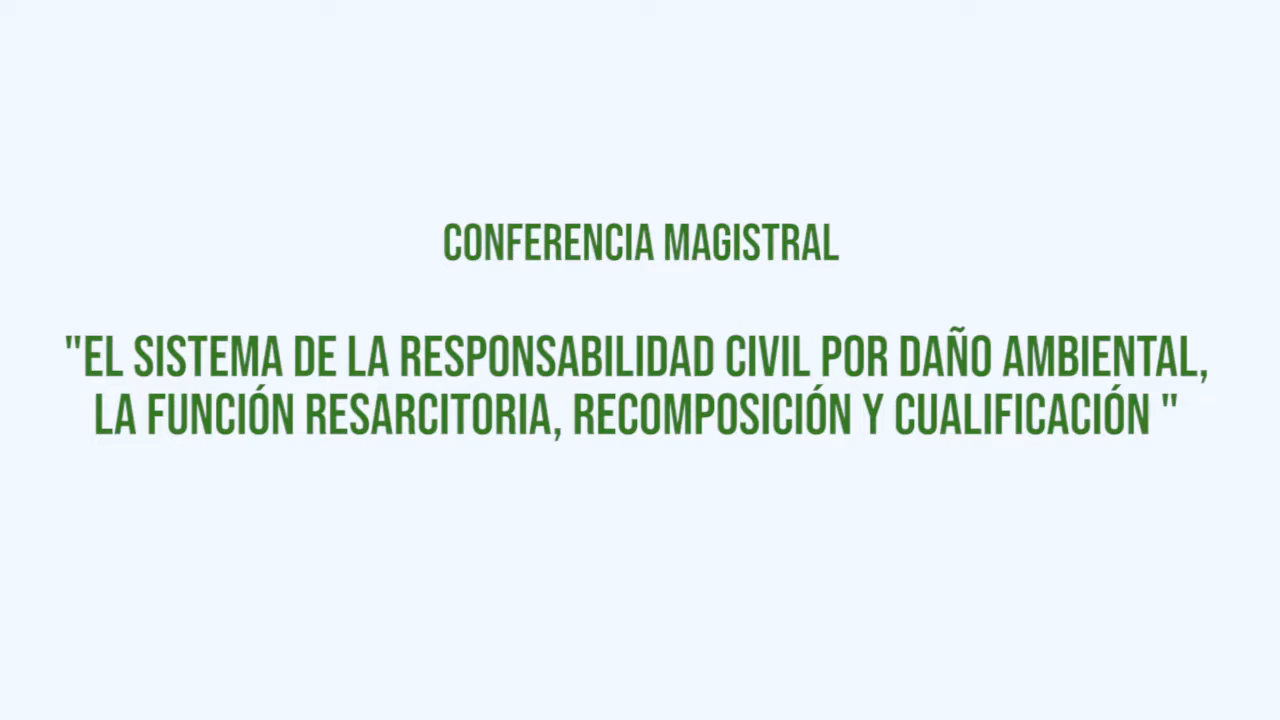 CONFERENCIA MAGISTRAL
"EL SISTEMA DE LA RESPONSABILIDAD CIVIL POR DAÑO AMBIENTAL,
LA FUNCIÓN RESARCITORIA, RECOMPOSICIÓN Y CUALIFICACIÓN "